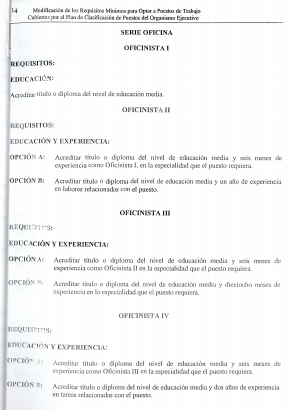 14 Modificación de los Requisitos Mínimos para Optar a Puestos de Trabajo
Cubiertos por el Plan de Clasificación de Puestos del Organismo Ejecutivo
SERIE OFICINA
OFICINISTA I
REQUISITOS:
EDUCACIÓN:
Acreditar título o diploma del nivel de educación media.
OFICINISTA II
REQUISITOS:
EDUCACIÓN Y EXPERIENCIA:
OPCIÓN A: Acreditar título o diploma del nivel de educación media y seis meses de
experiencia como Oficinista I, en la especialidad que el puesto requiera.
OPCIÓN B: Acreditar título o diploma del nivel de educación media y un año de experiencia
en labores relacionados con el puesto.
OFICINISTA III
REQUISITOS:
EDUCACIÓN Y EXPERIENCIA:
OPCIÓN A: Acreditar título o diploma del nivel de educación media y seis meses de
experiencia como Oficinista II en la especialidad que el puesto requiera.
OPCIÓN B: Acreditar título o diploma del nivel de educación media y dieciocho meses de
experiencia en la especialidad que el puesto requiera.
OFICINISTA IV
REQUISITOS:
EDUCACIÓN Y EXPERIENCIA:
OPCIÓN A: Acreditar título o diploma del nivel de educación media y seis meses de
experiencia como Oficinista III en la especialidad que el puesto requiera.
OPCIÓN B: Acreditar título o diploma del nivel de educación media y dos años de experiencia
en tareas relacionadas con el puesto.